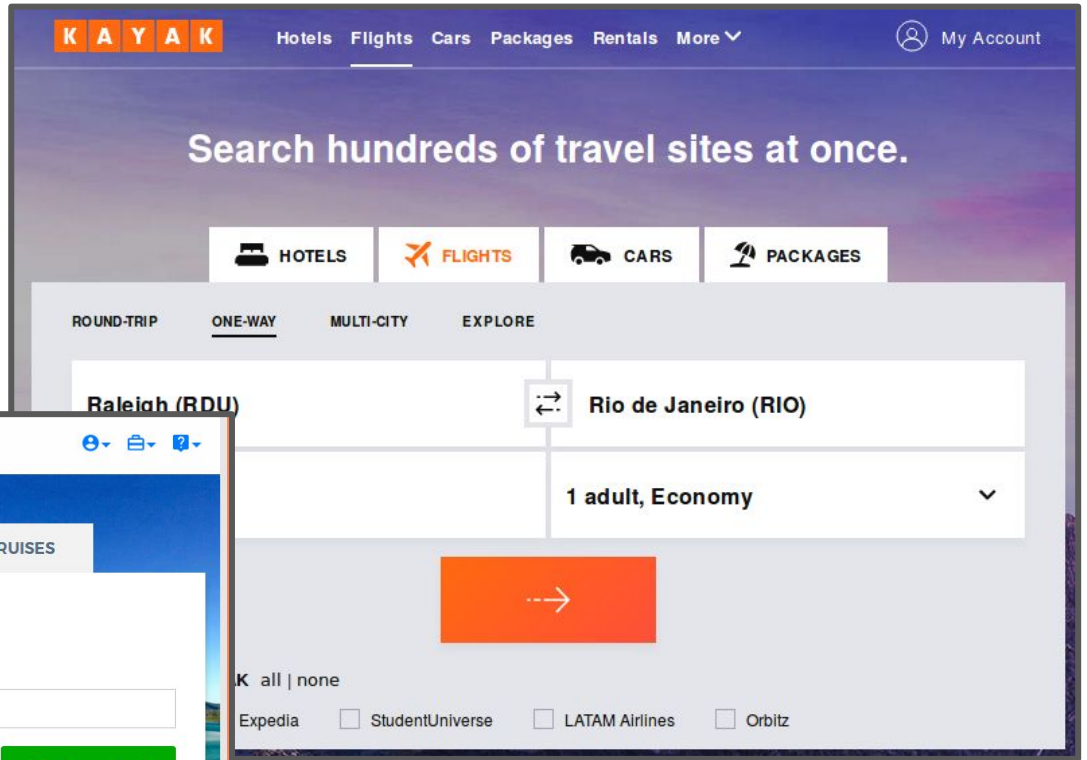 KAYAK Hotels Flights Cars Packages Rentals More My Account
Search hundreds of travel sites at once.
HOTELS FLIGHTS CARS PACKAGES
ROUND-TRIP ONE-WAY MULTI-CITY EXPLORE
Raleigh (RDU) Rio de Janeiro (RIO)
1 adult, Economy
RUISES
K all | none
Expedia StudentUniverse LATAM Airlines Orbitz